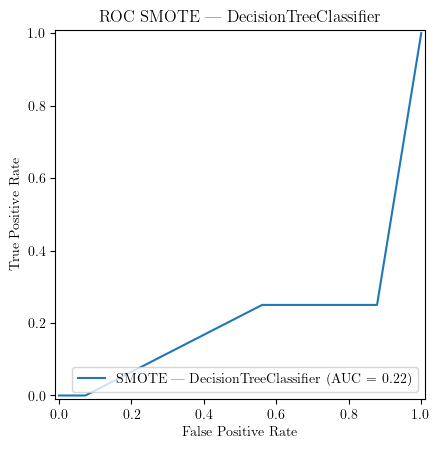 ROC SMOTE — DecisionTreeClassifier
1.0
0.8
0.6
0.4
0.2
0.0
True Positive Rate
SMOTE — DecisionTreeClassifier (AUC = 0.22)
0.0 0.2 0.4 0.6 0.8 1.0
False Positive Rate